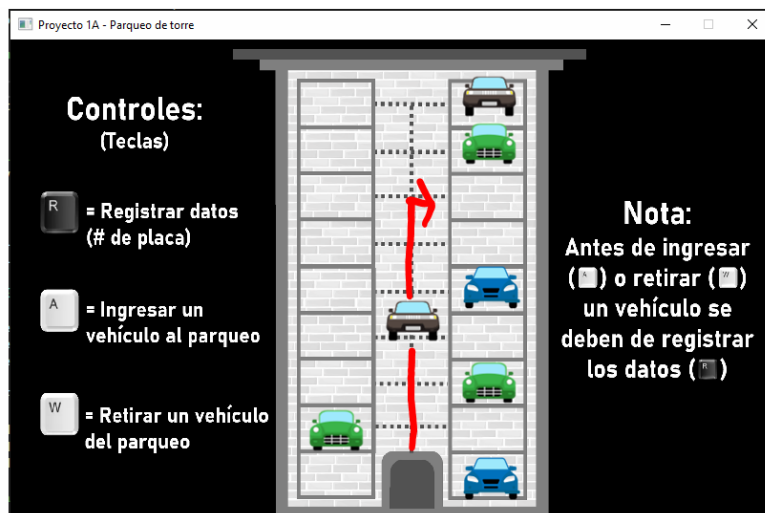 Proyecto 1A - Parqueo de torre
Controles:
(Teclas)
R
= Registrar datos
(# de placa)
A
= Ingresar un
vehículo al parqueo
W
= Retirar un vehículo
del parqueo
Nota:
Antes de ingresar
(A) o retirar (W)
un vehículo se
deben de registrar
los datos (R)